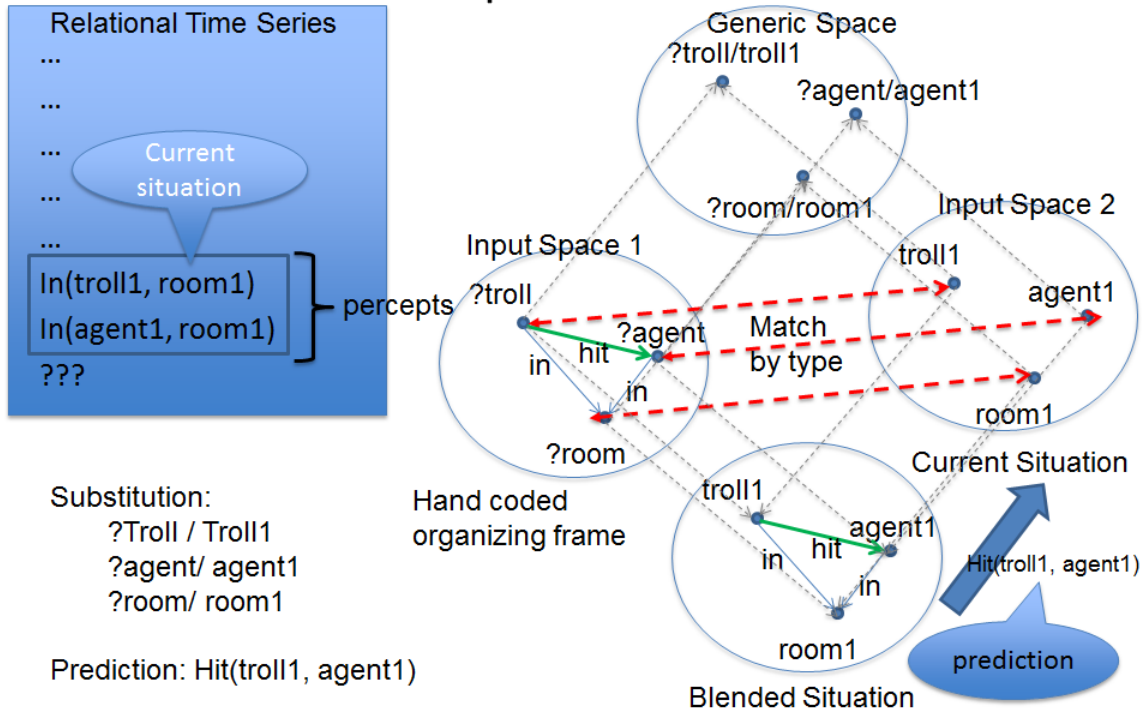 Relational Time Series
...
...
...
Current
situation
...
...
In(troll1, room1)
In(agent1, room1)
percepts
???
Substitution:
?Troll / Troll1
?agent/ agent1
?room/ room1
Prediction: Hit(troll1, agent1)
Generic Space
?troll/troll1
?agent/agent1
?room/room1
Input Space 1
?troll
?agent
hit
in
in
?room
Hand coded
organizing frame
Match
by type
Input Space 2
troll1
agent1
room1
Current Situation
troll1
agent1
hit
in
in
room1
Blended Situation
Hit(troll1, agent1)
prediction